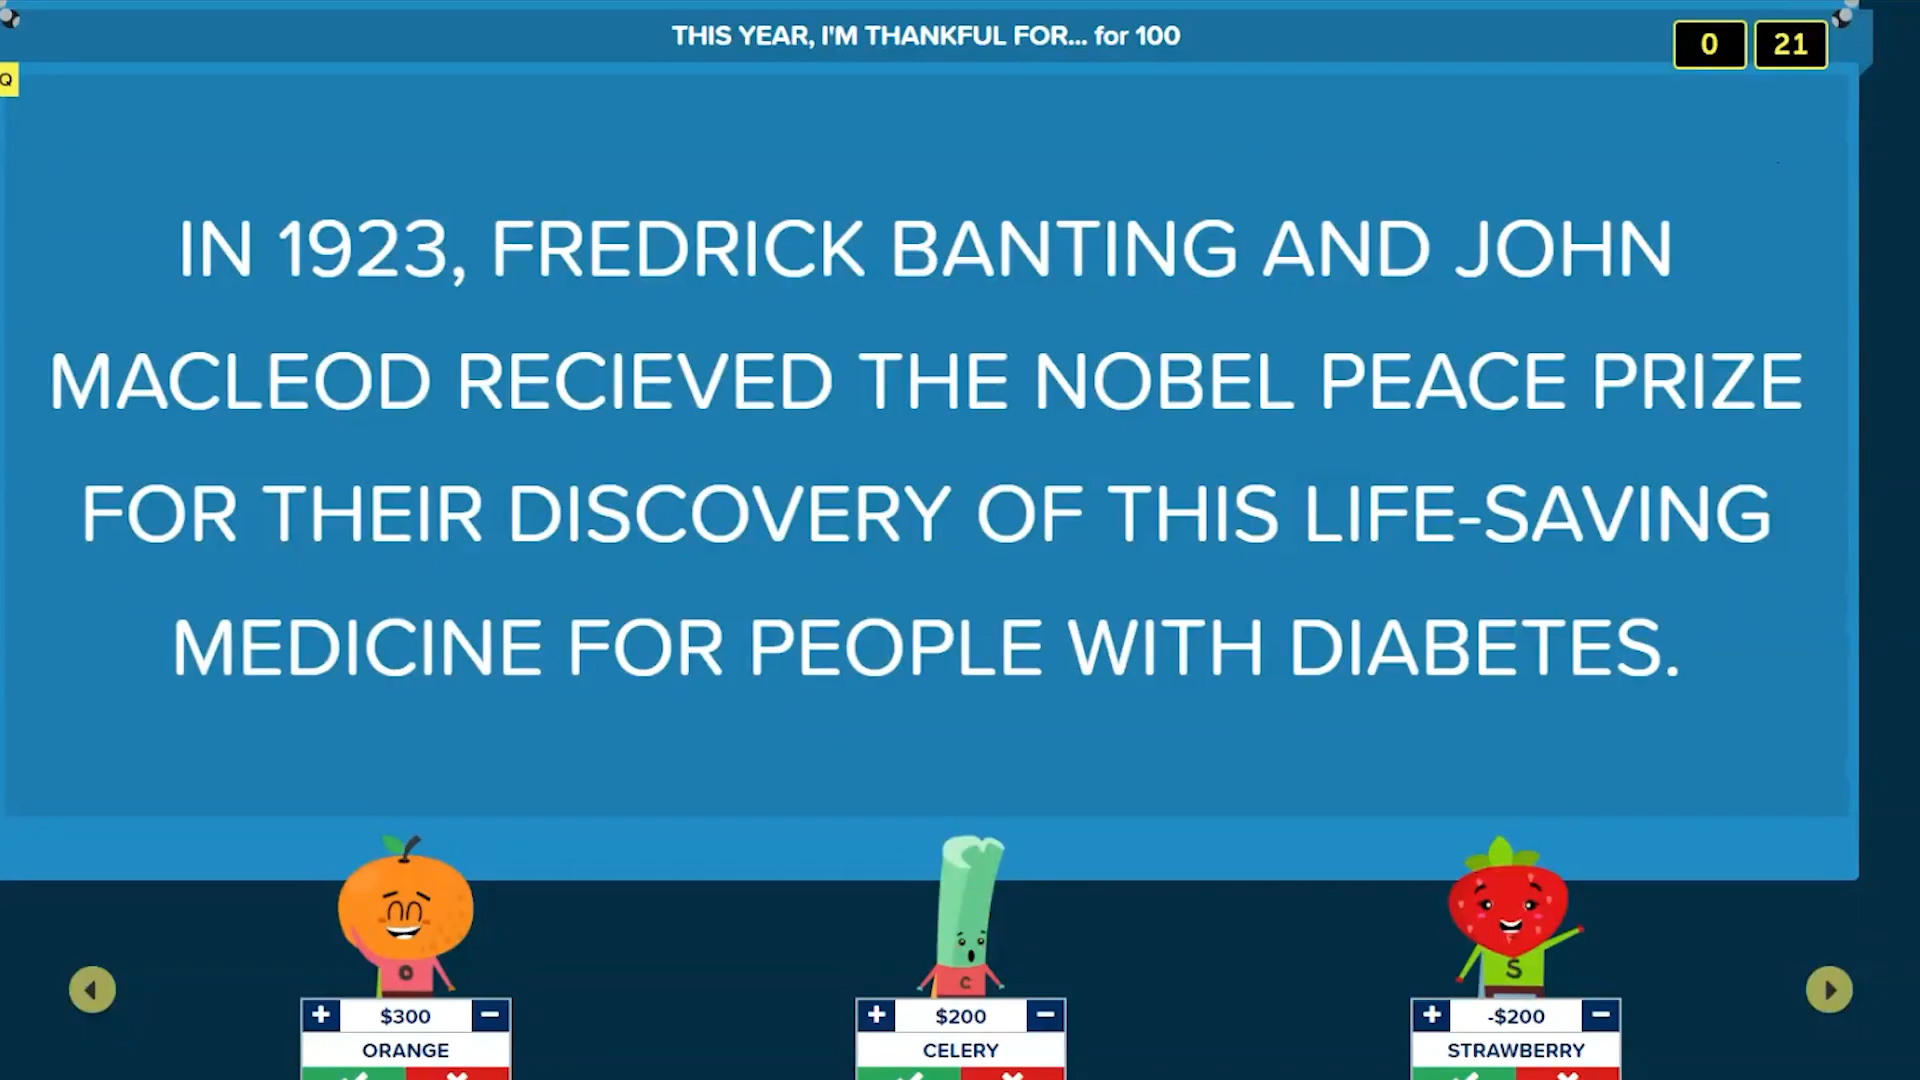 THIS YEAR, I'M THANKFUL FOR... for 100
0 21
Q
IN 1923, FREDRICK BANTING AND JOHN
MACLEOD RECIEVED THE NOBEL PEACE PRIZE
FOR THEIR DISCOVERY OF THIS LIFE-SAVING
MEDICINE FOR PEOPLE WITH DIABETES.
O C S
+ $300 − + $200 − + -$200 −
ORANGE CELERY STRAWBERRY